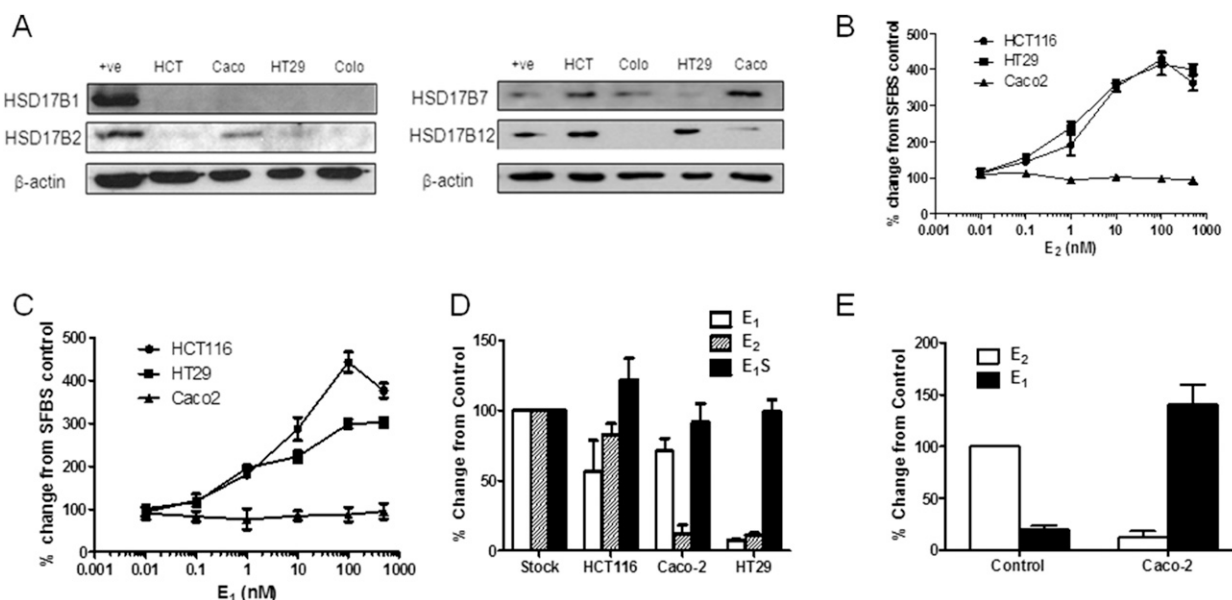 A
+ve HCT Caco HT29 Colo
HSD17B1
HSD17B2
β-actin
+ve HCT Colo HT29 Caco
HSD17B7
HSD17B12
β-actin
B
HCT116
HT29
Caco2
% change from SFBS control
500
400
300
200
100
0
0.001 0.01 0.1 1 10 100 1000
E₂ (nM)
C
HCT116
HT29
Caco2
% change from SFBS control
500
400
300
200
100
0
0.001 0.01 0.1 1 10 100 1000
E₁ (nM)
D
E₁
E₂
E₁S
% Change from Control
150
100
50
0
Stock HCT116 Caco-2 HT29
E
E₂
E₁
% Change from Control
200
150
100
50
0
Control Caco-2